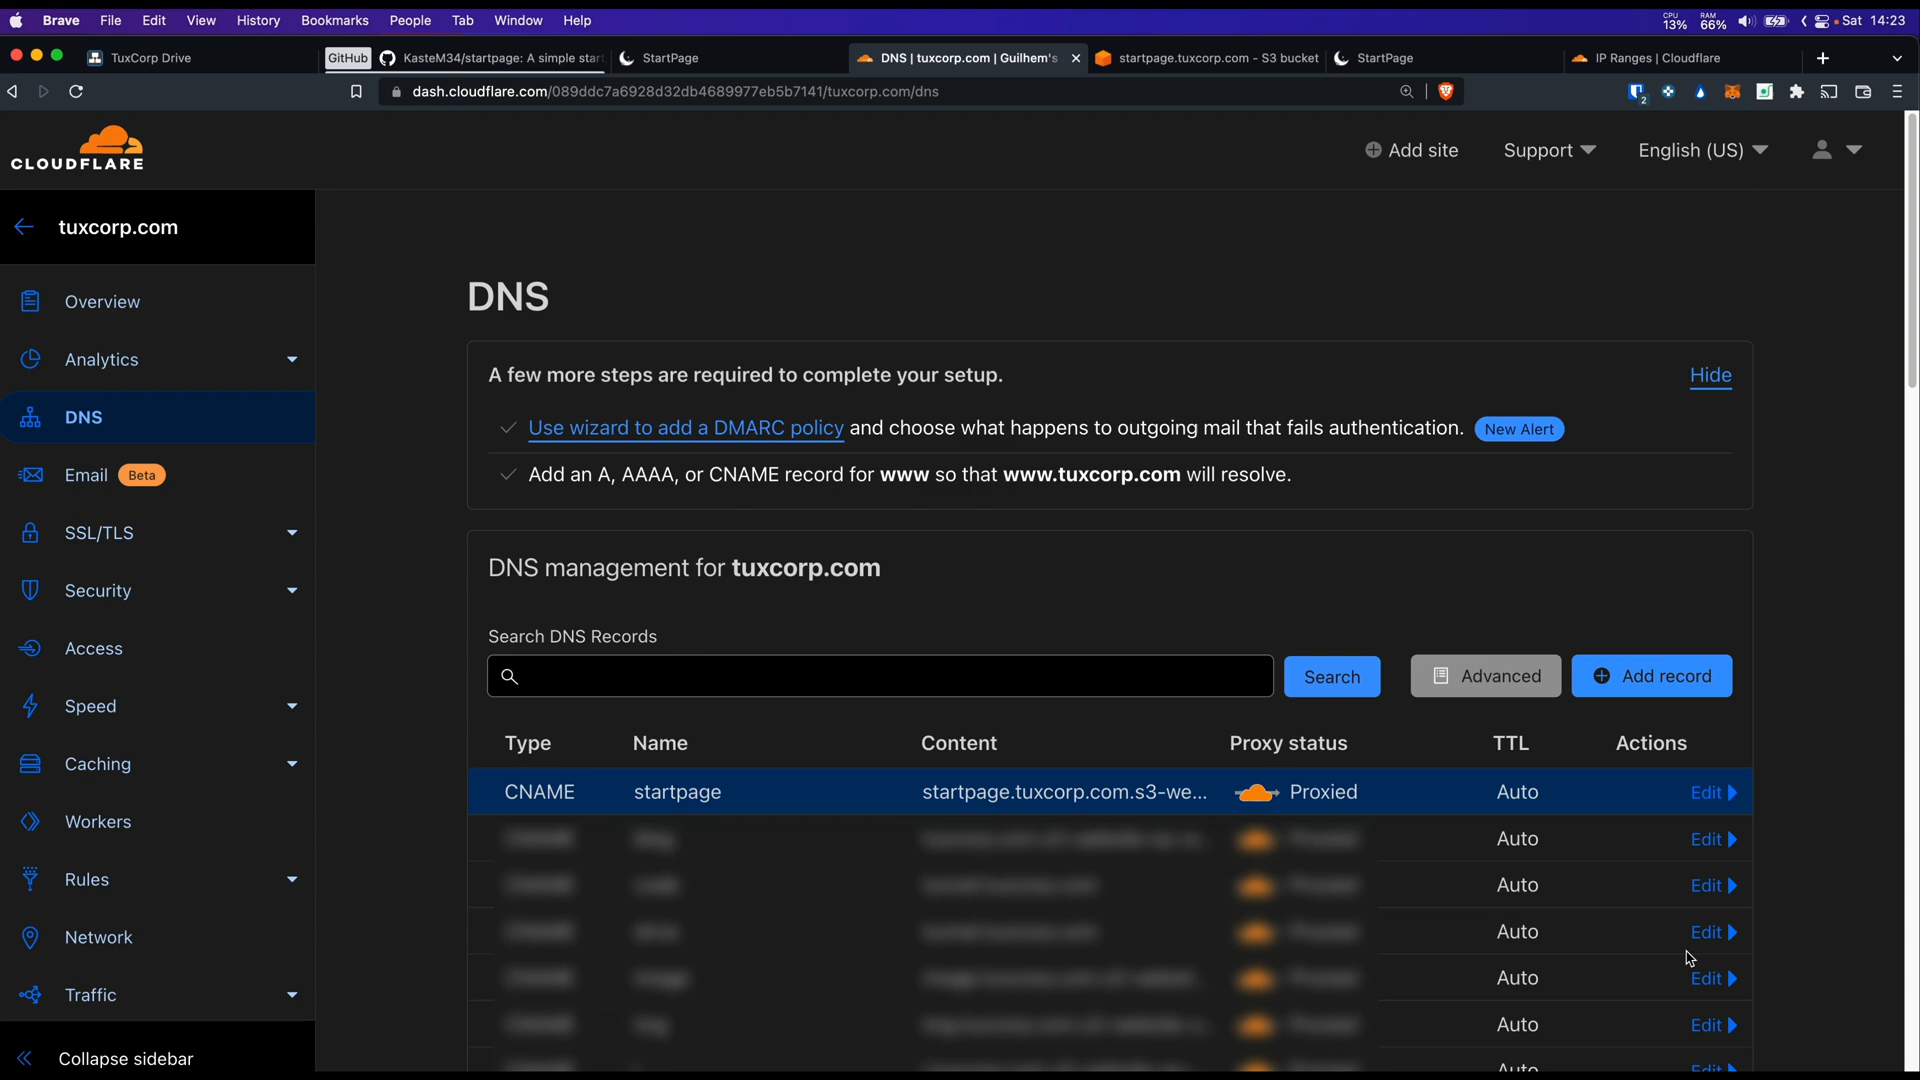 Brave File Edit View History Bookmarks People Tab Window Help CPU 13% RAM 66% Sat 14:23
TuxCorp Drive GitHub KasteM34/startpage: A simple star StartPage DNS | tuxcorp.com | Guilhem's startpage.tuxcorp.com - S3 bucket StartPage IP Ranges | Cloudflare
dash.cloudflare.com/089ddc7a6928d32db4689977eb5b7141/tuxcorp.com/dns 2
CLOUDFLARE
Add site Support English (US)
tuxcorp.com
Overview
Analytics
DNS
Email Beta
SSL/TLS
Security
Access
Speed
Caching
Workers
Rules
Network
Traffic
Collapse sidebar
DNS
A few more steps are required to complete your setup. Hide
Use wizard to add a DMARC policy and choose what happens to outgoing mail that fails authentication. New Alert
Add an A, AAAA, or CNAME record for www so that www.tuxcorp.com will resolve.
DNS management for tuxcorp.com
Search DNS Records
Search Advanced Add record
Type Name Content Proxy status TTL Actions
CNAME startpage startpage.tuxcorp.com.s3-we... Proxied Auto Edit
Auto Edit
Auto Edit
Auto Edit
Auto Edit
Auto Edit
Auto Edit